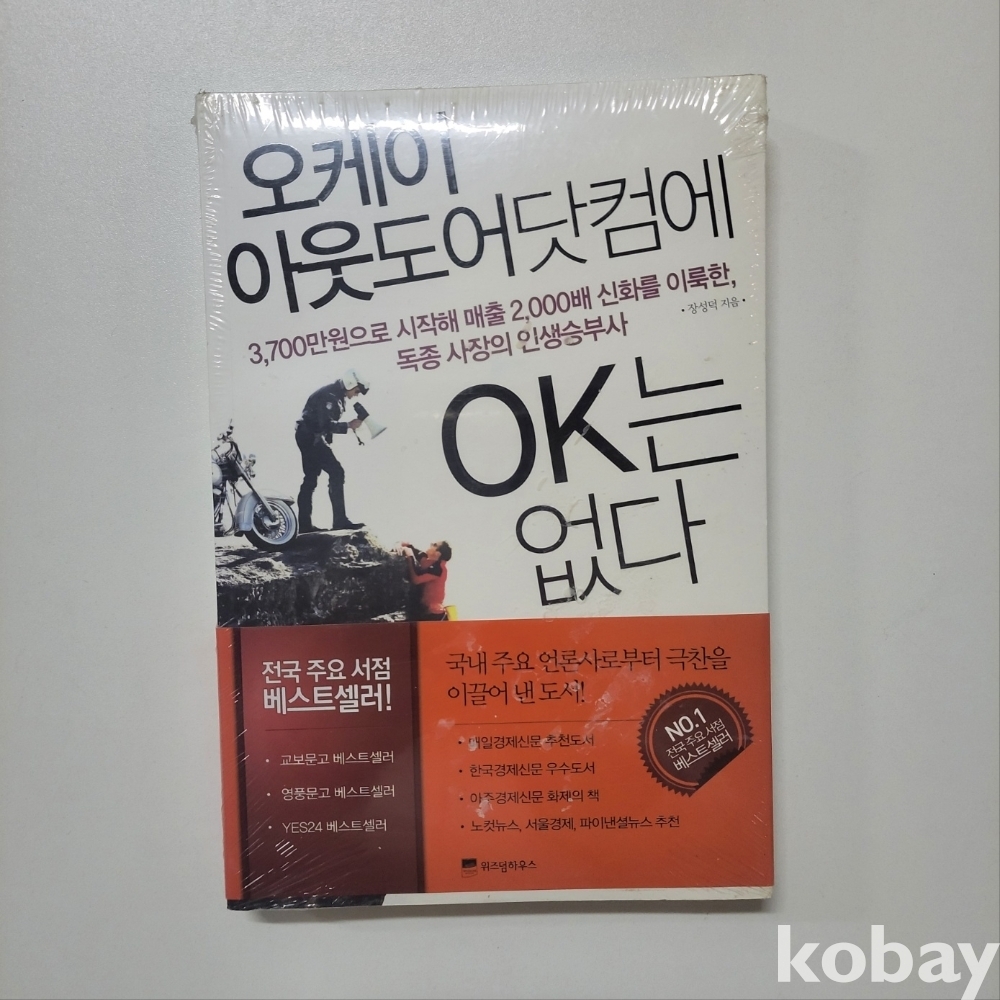 오케이
아웃도어닷컴에
3,700만원으로 시작해 매출 2,000배 신화를 이룩한,
독종 사장의 인생승부사
• 장성덕 지음 •
OK는
없다
전국 주요 서점
베스트셀러!
• 교보문고 베스트셀러
• 영풍문고 베스트셀러
• YES24 베스트셀러
국내 주요 언론사로부터 극찬을
이끌어 낸 도서!
• 매일경제신문 추천도서
• 한국경제신문 우수도서
• 아주경제신문 화제의 책
• 노컷뉴스, 서울경제, 파이낸셜뉴스 추천
NO.1
전국 주요 서점
베스트셀러
위즈덤하우스
kobay